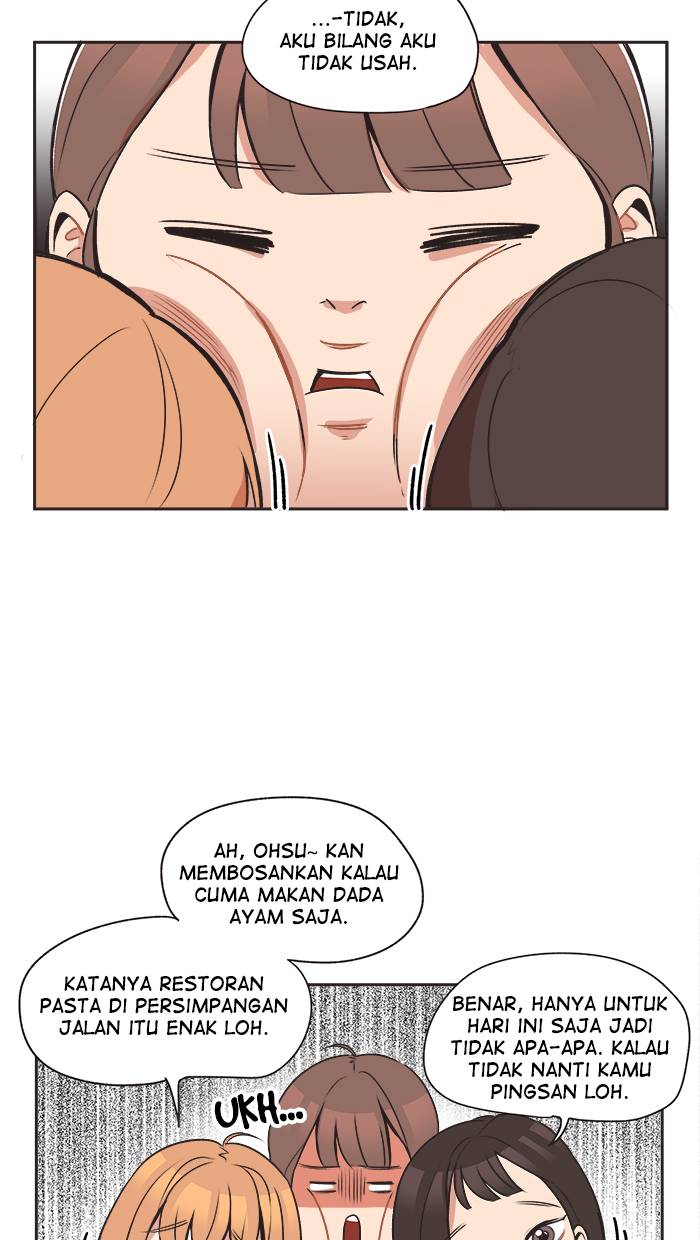 ...-TIDAK,
AKU BILANG AKU
TIDAK USAH.
AH, OHSU~ KAN
MEMBOSANKAN KALAU
CUMA MAKAN DADA
AYAM SAJA.
KATANYA RESTORAN
PASTA DI PERSIMPANGAN
JALAN ITU ENAK LOH.
BENAR, HANYA UNTUK
HARI INI SAJA JADI
TIDAK APA-APA. KALAU
TIDAK NANTI KAMU
PINGSAN LOH.
UKH...